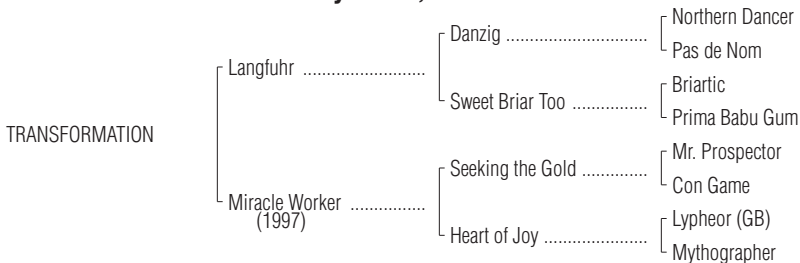 Northern Dancer
Danzig ..............................
Pas de Nom
Langfuhr ..........................
Briartic
Sweet Briar Too ................
Prima Babu Gum
TRANSFORMATION
Mr. Prospector
Seeking the Gold ..............
Con Game
Miracle Worker ................
(1997)
Lypheor (GB)
Heart of Joy ......................
Mythographer